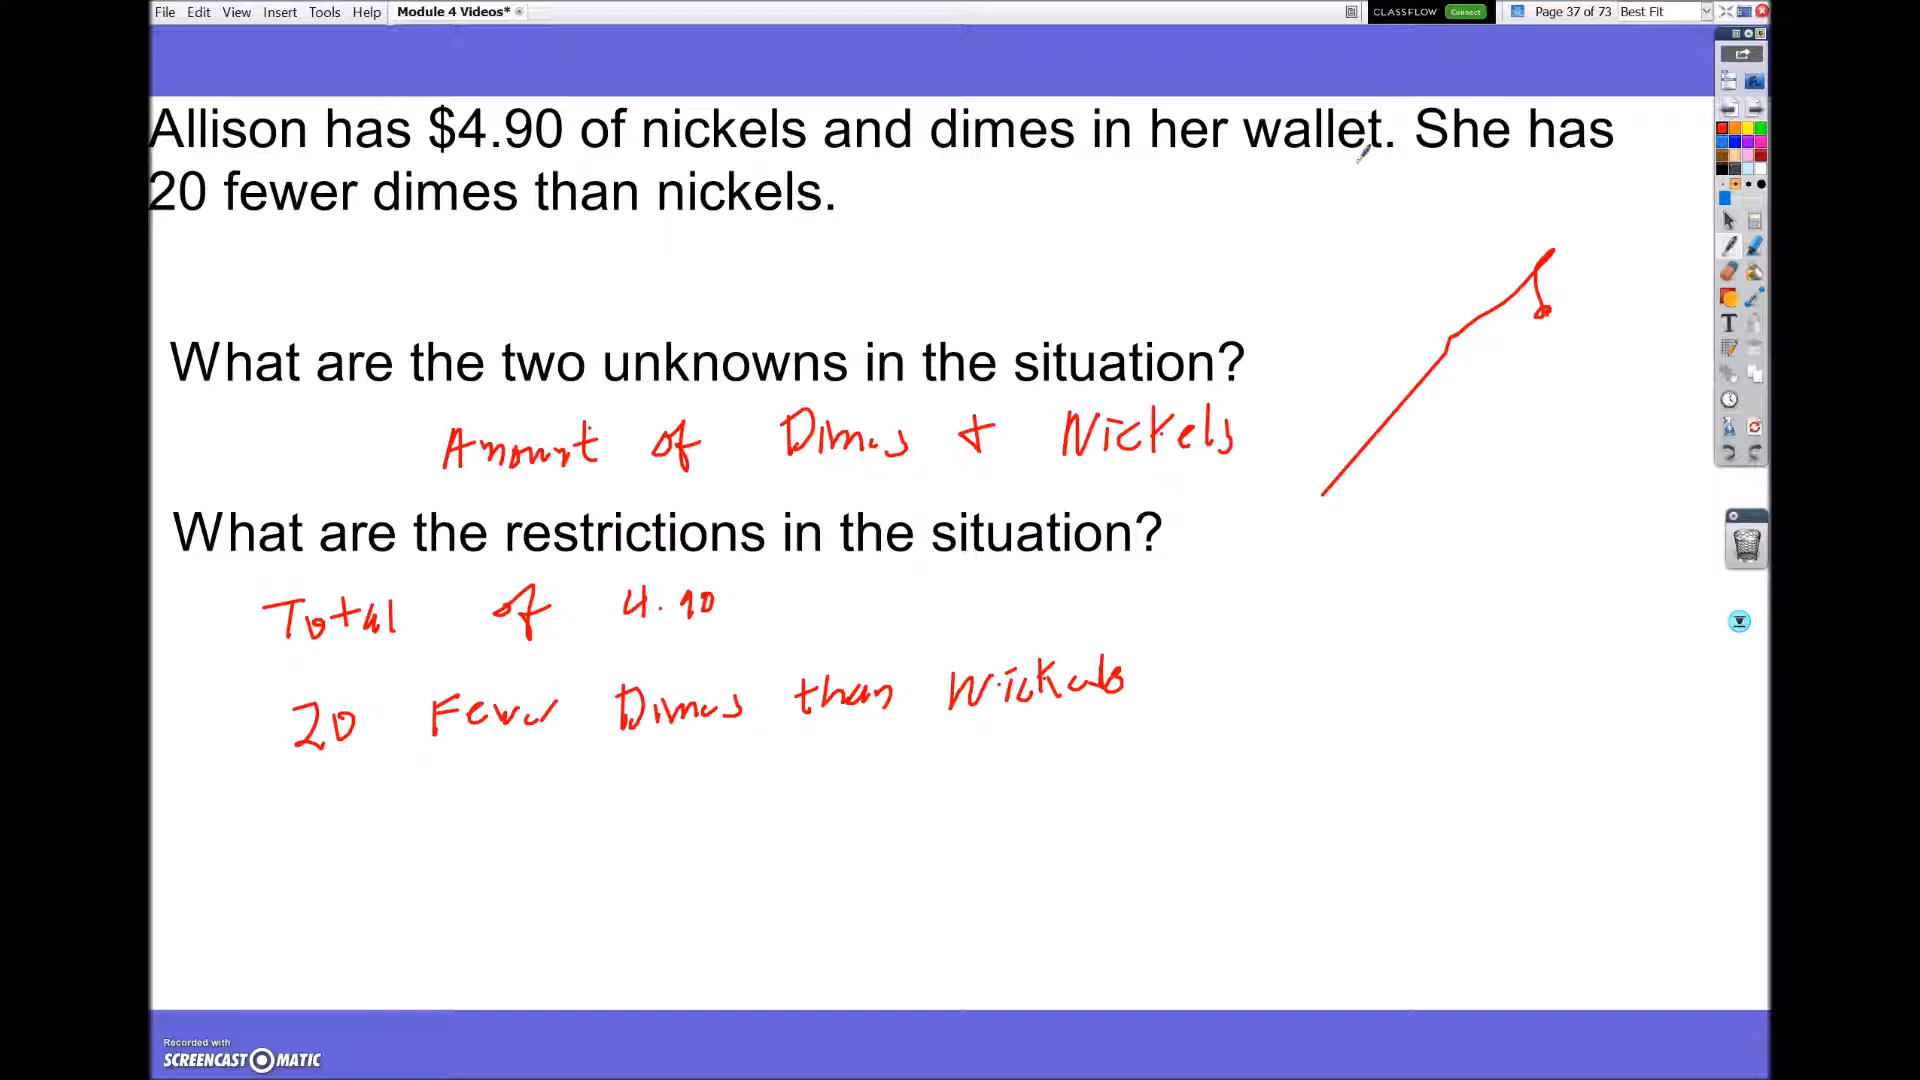 File Edit View Insert Tools Help Module 4 Videos* CLASSFLOW Connect Page 37 of 73 Best Fit
Allison has $4.90 of nickels and dimes in her wallet. She has
20 fewer dimes than nickels.
What are the two unknowns in the situation?
Amount of Dimes + Nickels
What are the restrictions in the situation?
Total of 4.90
20 Fewer Dimes than Nickels
Recorded with
SCREENCAST MATIC